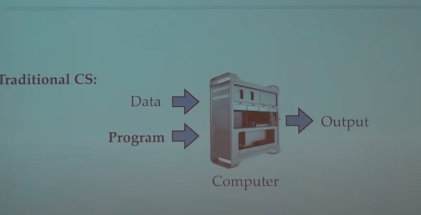 Traditional CS:
Data
Program
Output
Computer